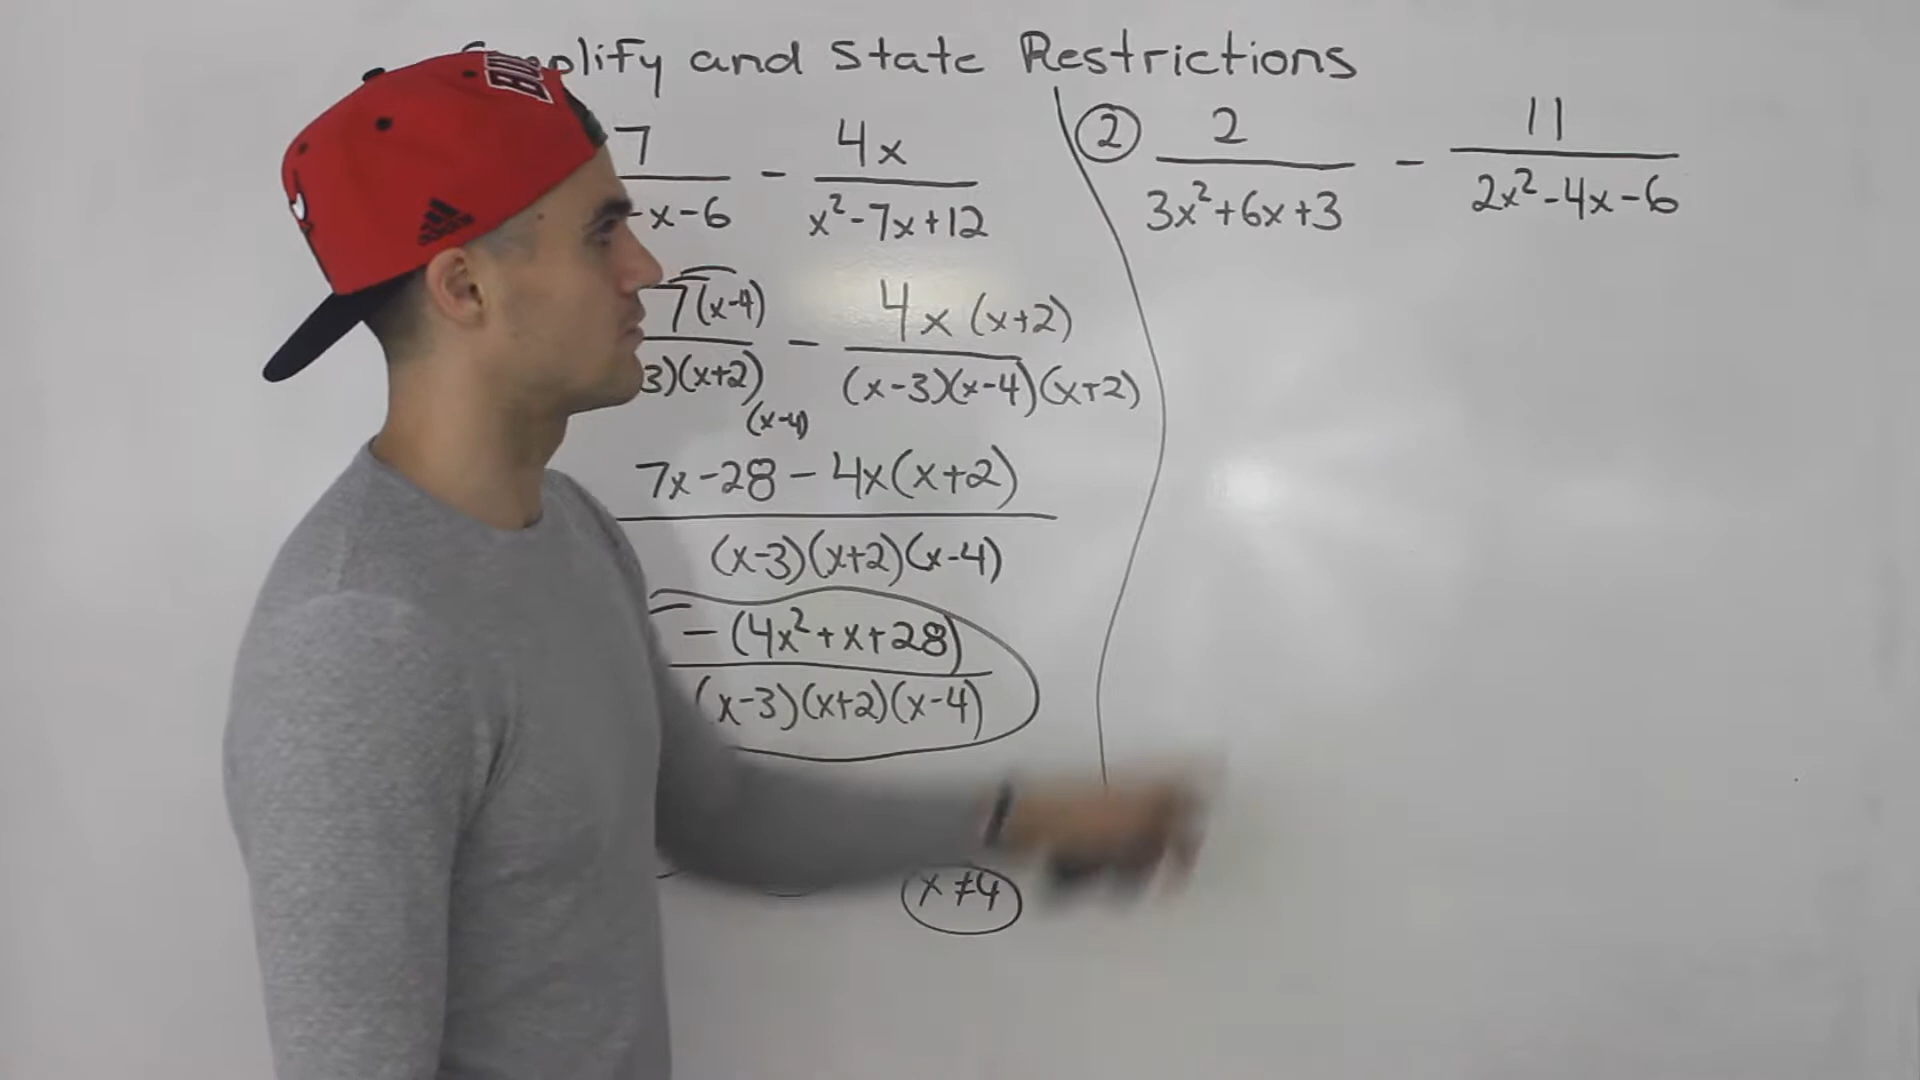 and State Restrictions
7 - 4x
-x-6 x²-7x+12
7(x-4) - 4x(x+2)
3)(x+2)(x-4) (x-3)(x-4)(x+2)
7x-28-4x(x+2)
(x-3)(x+2)(x-4)
-(4x²+x+28)
(x-3)(x+2)(x-4)
x≠4
② 2 - 11
3x²+6x+3 2x²-4x-6